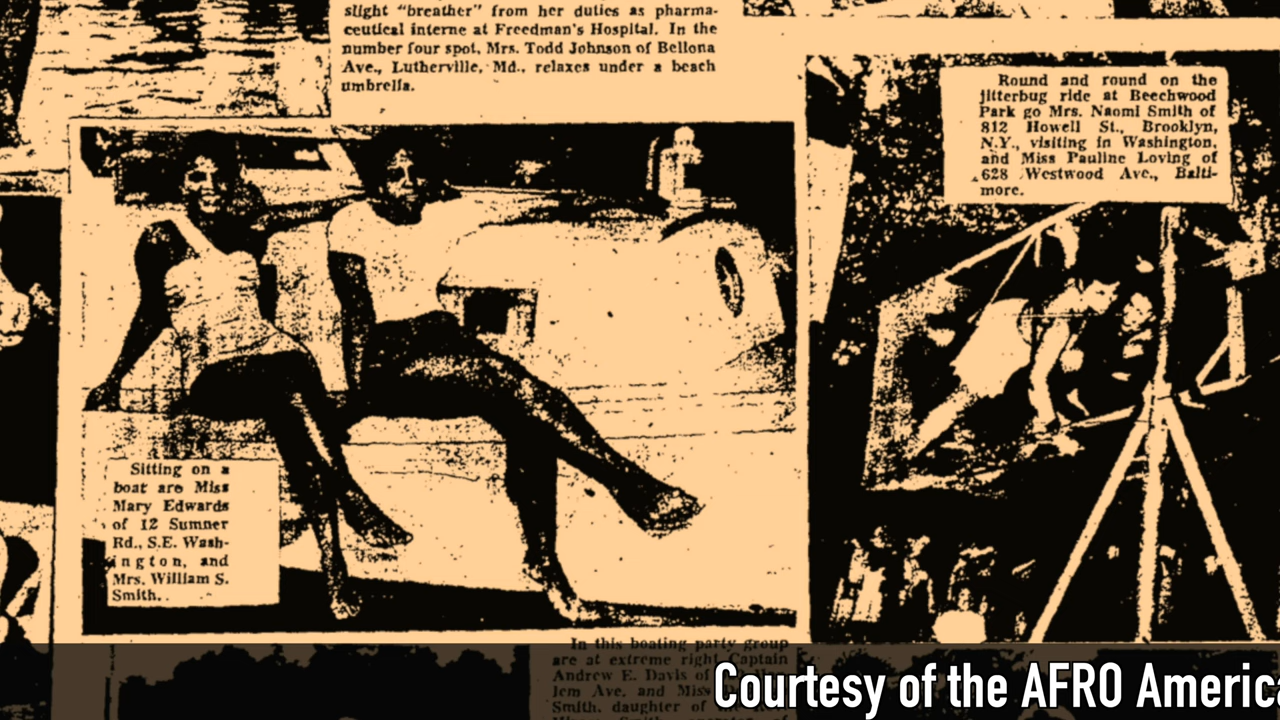 slight "breather" from her duties as pharma-
ceutical interne at Freedman's Hospital. In the
number four spot, Mrs. Todd Johnson of Bellona
Ave., Lutherville, Md., relaxes under a beach
umbrella.
Round and round on the
jitterbug ride at Beechwood
Park go Mrs. Naomi Smith of
812 Howell St., Brooklyn,
N.Y., visiting in Washington,
and Miss Pauline Loving of
628 Westwood Ave., Balti-
more.
Sitting on a
boat are Miss
Mary Edwards
of 12 Sumner
Rd., S.E. Wash-
ington, and
Mrs. William S.
Smith.
In this boating party group
are at extreme right Captain
Andrew E. Davis of
lem Ave. and Miss
Smith, daughter of
Courtesy of the AFRO America